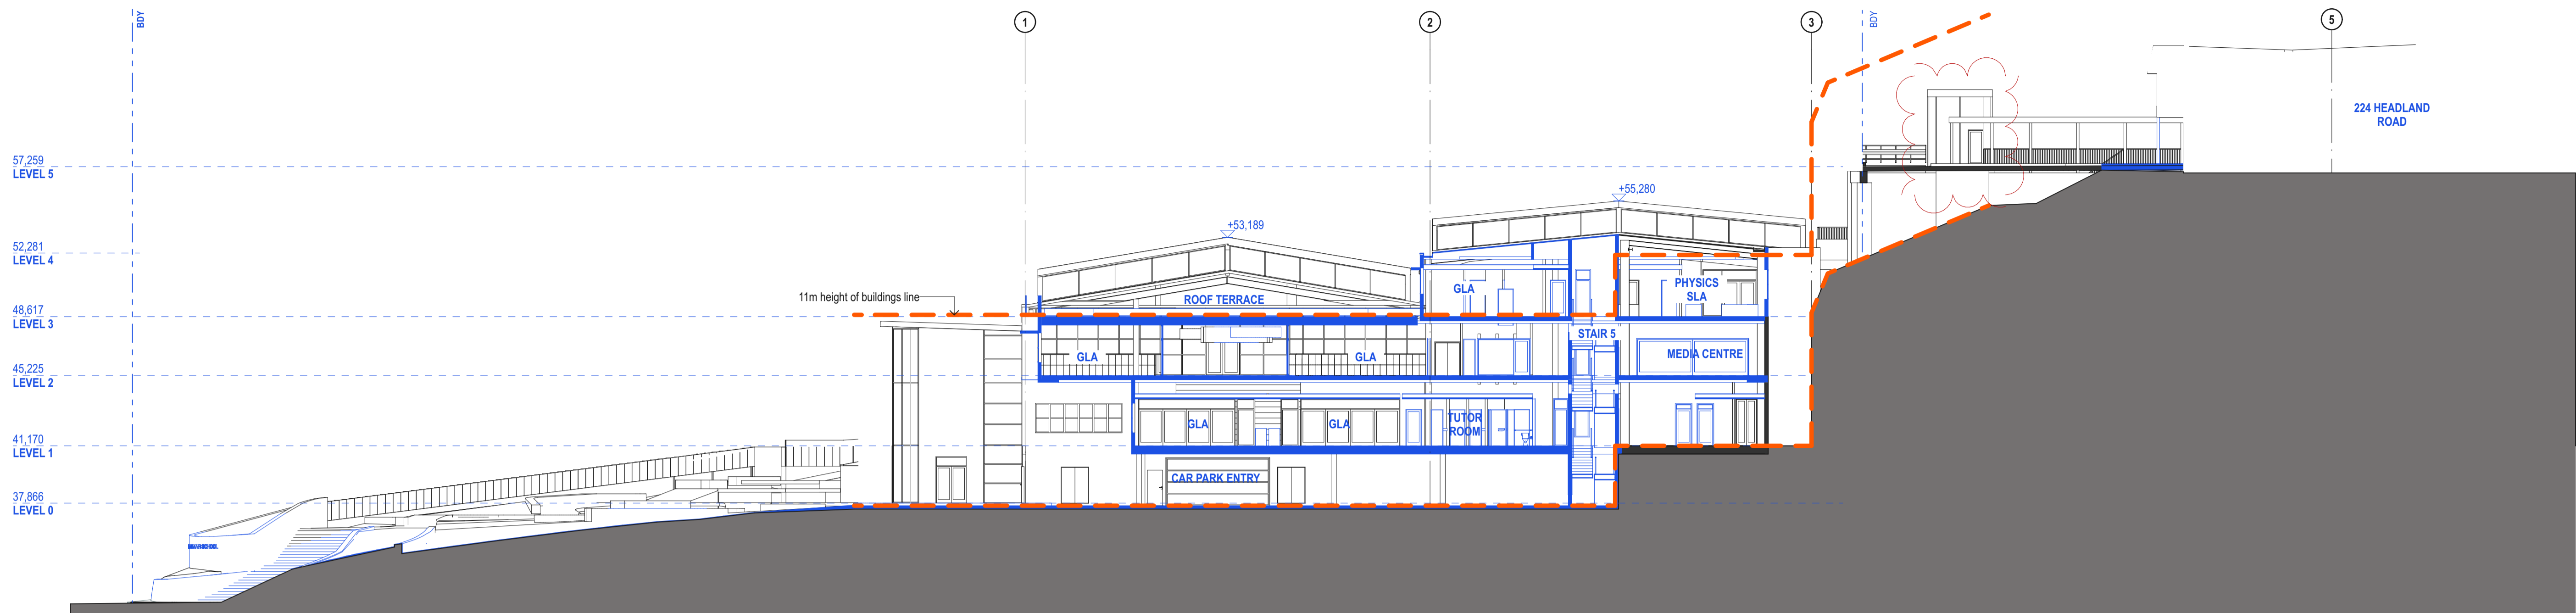 BDY
1
2
3
BDY
5
224 HEADLAND
ROAD
57,259
LEVEL 5
+55,280
+53,189
52,281
LEVEL 4
GLA
PHYSICS
SLA
11m height of buildings line
ROOF TERRACE
48,617
LEVEL 3
STAIR 5
GLA
GLA
MEDIA CENTRE
45,225
LEVEL 2
GLA
GLA
TUTOR
ROOM
41,170
LEVEL 1
CAR PARK ENTRY
37,866
LEVEL 0